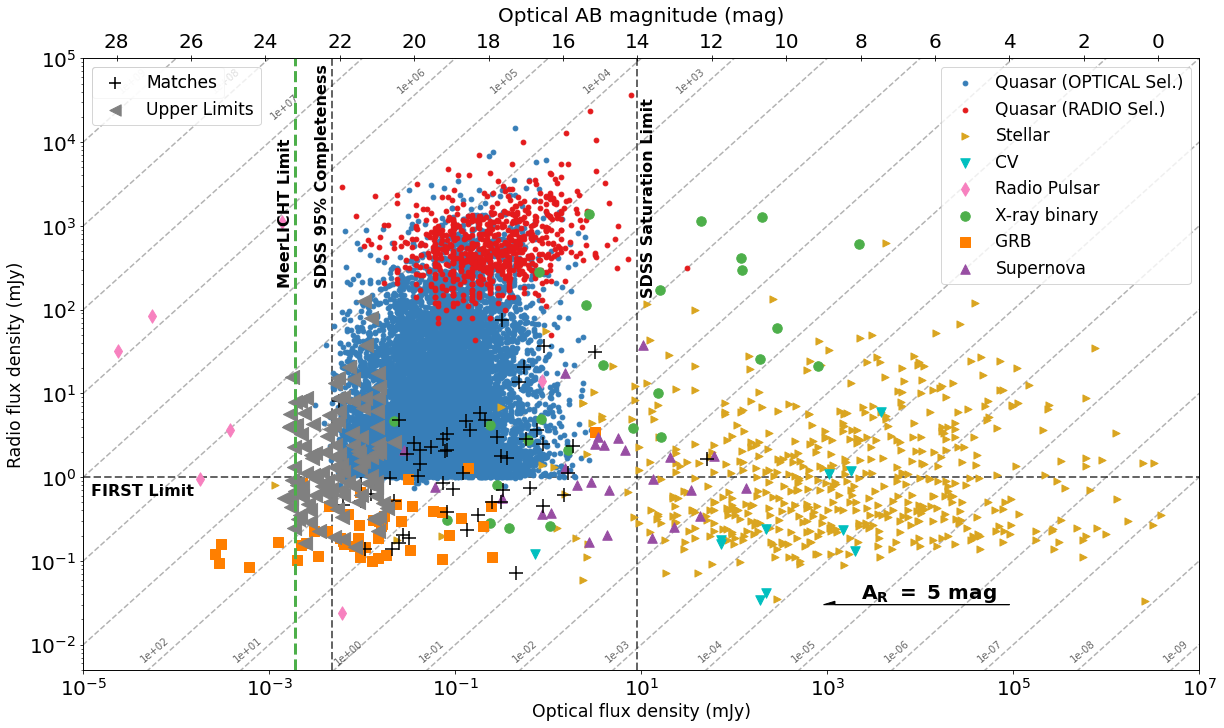 Optical AB magnitude (mag)
28 26 24 22 20 18 16 14 12 10 8 6 4 2 0
10^5
10^4
10^3
10^2
10^1
10^0
10^−1
10^−2
Radio flux density (mJy)
Matches
Upper Limits
Quasar (OPTICAL Sel.)
Quasar (RADIO Sel.)
Stellar
CV
Radio Pulsar
X-ray binary
GRB
Supernova
1e+07
1e+06
1e+05
1e+04
1e+03
MeerLICHT Limit
SDSS 95% Completeness
SDSS Saturation Limit
FIRST Limit
A_R = 5 mag
1e+02
1e+01
1e+00
1e-01
1e-02
1e-03
1e-04
1e-05
1e-06
1e-07
1e-08
1e-09
10^−5 10^−3 10^−1 10^1 10^3 10^5 10^7
Optical flux density (mJy)